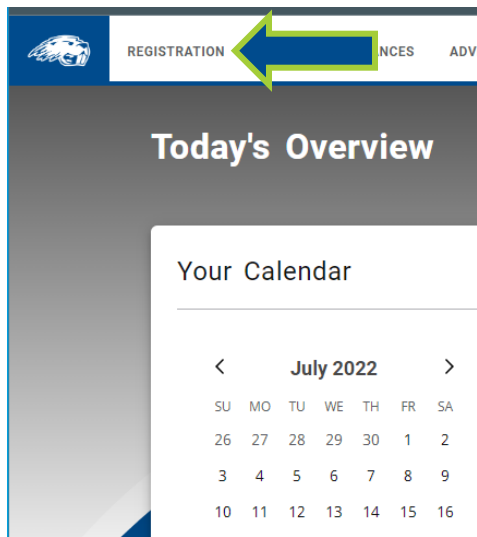 REGISTRATION NCES ADV
Today's Overview
Your Calendar
July 2022
SU MO TU WE TH FR SA
26 27 28 29 30 1 2
3 4 5 6 7 8 9
10 11 12 13 14 15 16